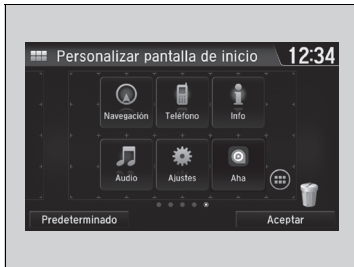 Personalizar pantalla de inicio 12:34
Navegación Teléfono Info
Audio Ajustes Aha
Predeterminado Aceptar